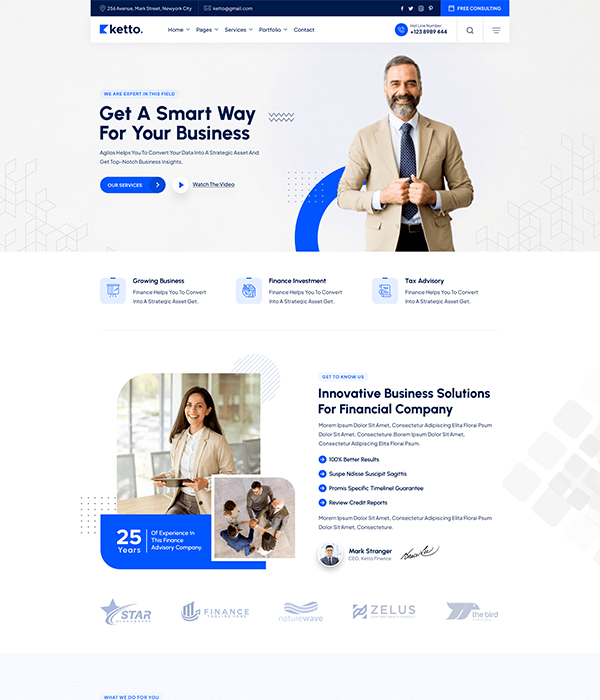 256 Avenue, Mark Street, Newyork City
ketto@gmail.com
FREE CONSULTING
ketto.
Home
Pages
Services
Portfolio
Contact
Hot Line Number
+123 8989 444
WE ARE EXPERT IN THIS FIELD
Get A Smart Way
For Your Business
Agilos Helps You To Convert Your Data Into A Strategic Asset And
Get Top-Notch Business Insights.
OUR SERVICES
Watch The Video
Growing Business
Finance Helps You To Convert
Into A Strategic Asset Get.
Finance Investment
Finance Helps You To Convert
Into A Strategic Asset Get.
Tax Advisory
Finance Helps You To Convert
Into A Strategic Asset Get.
GET TO KNOW US
Innovative Business Solutions
For Financial Company
Morem Ipsum Dolor Sit Amet, Consectetur Adipiscing Elita Florai Psum
Dolor Sit Amet, Consecteture.Borem Ipsum Dolor Sit Amet,
Consectetur Adipiscing Elita Florai Psum.
100% Better Results
Suspe Ndisse Suscipit Sagittis
Promis Specific Timelinel Guarantee
Review Credit Reports
Morem Ipsum Dolor Sit Amet, Consectetur Adipiscing Elita Florai Psum
Dolor Sit Amet, Consecteture.
25
Years
Of Experience In
This Finance
Advisory Company.
Mark Stranger
CEO, Ketto Finance
STAR
FINANCE
TAGLINE HERE
naturewave
ZELUS
the bird
WHAT WE DO FOR YOU